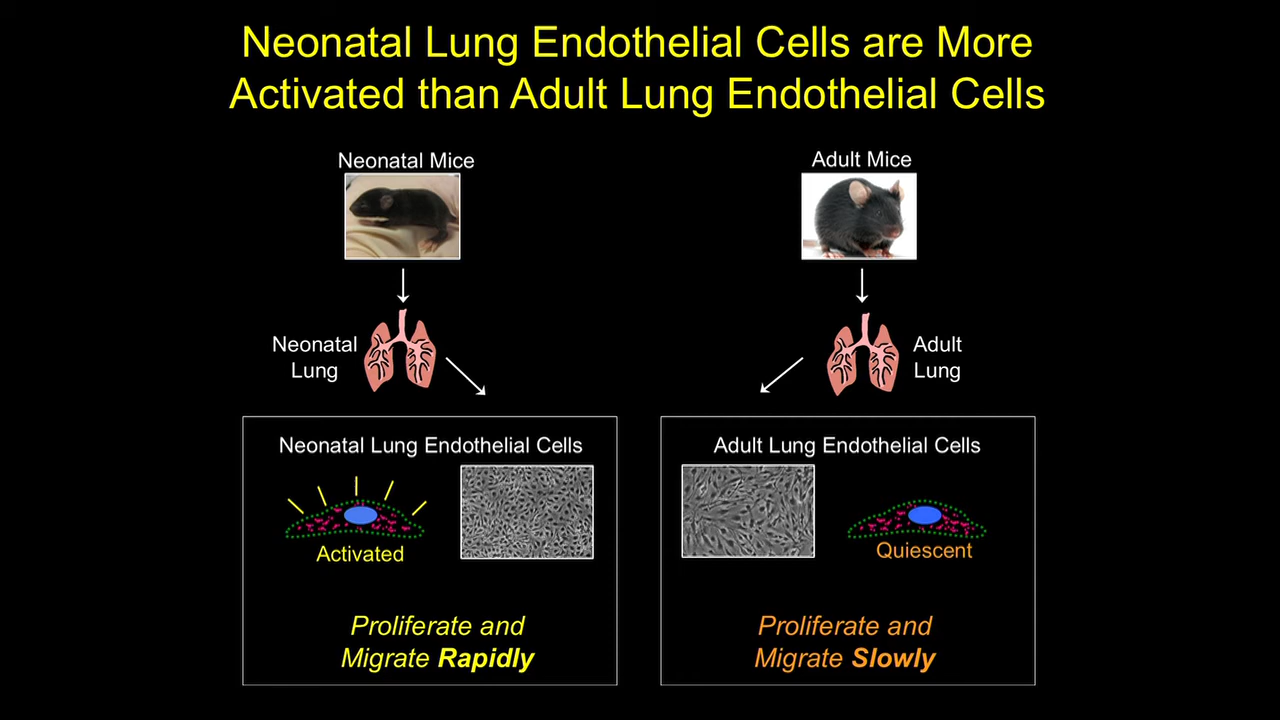 Neonatal Lung Endothelial Cells are More
Activated than Adult Lung Endothelial Cells
Neonatal Mice
Adult Mice
Neonatal
Lung
Adult
Lung
Neonatal Lung Endothelial Cells
Activated
Proliferate and
Migrate Rapidly
Adult Lung Endothelial Cells
Quiescent
Proliferate and
Migrate Slowly